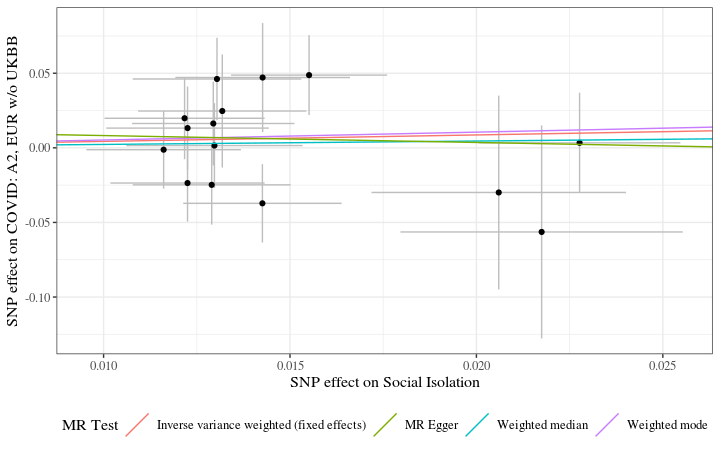 SNP effect on COVID: A2, EUR w/o UKBB
0.05
0.00
-0.05
-0.10
0.010 0.015 0.020 0.025
SNP effect on Social Isolation
MR Test Inverse variance weighted (fixed effects) MR Egger Weighted median Weighted mode